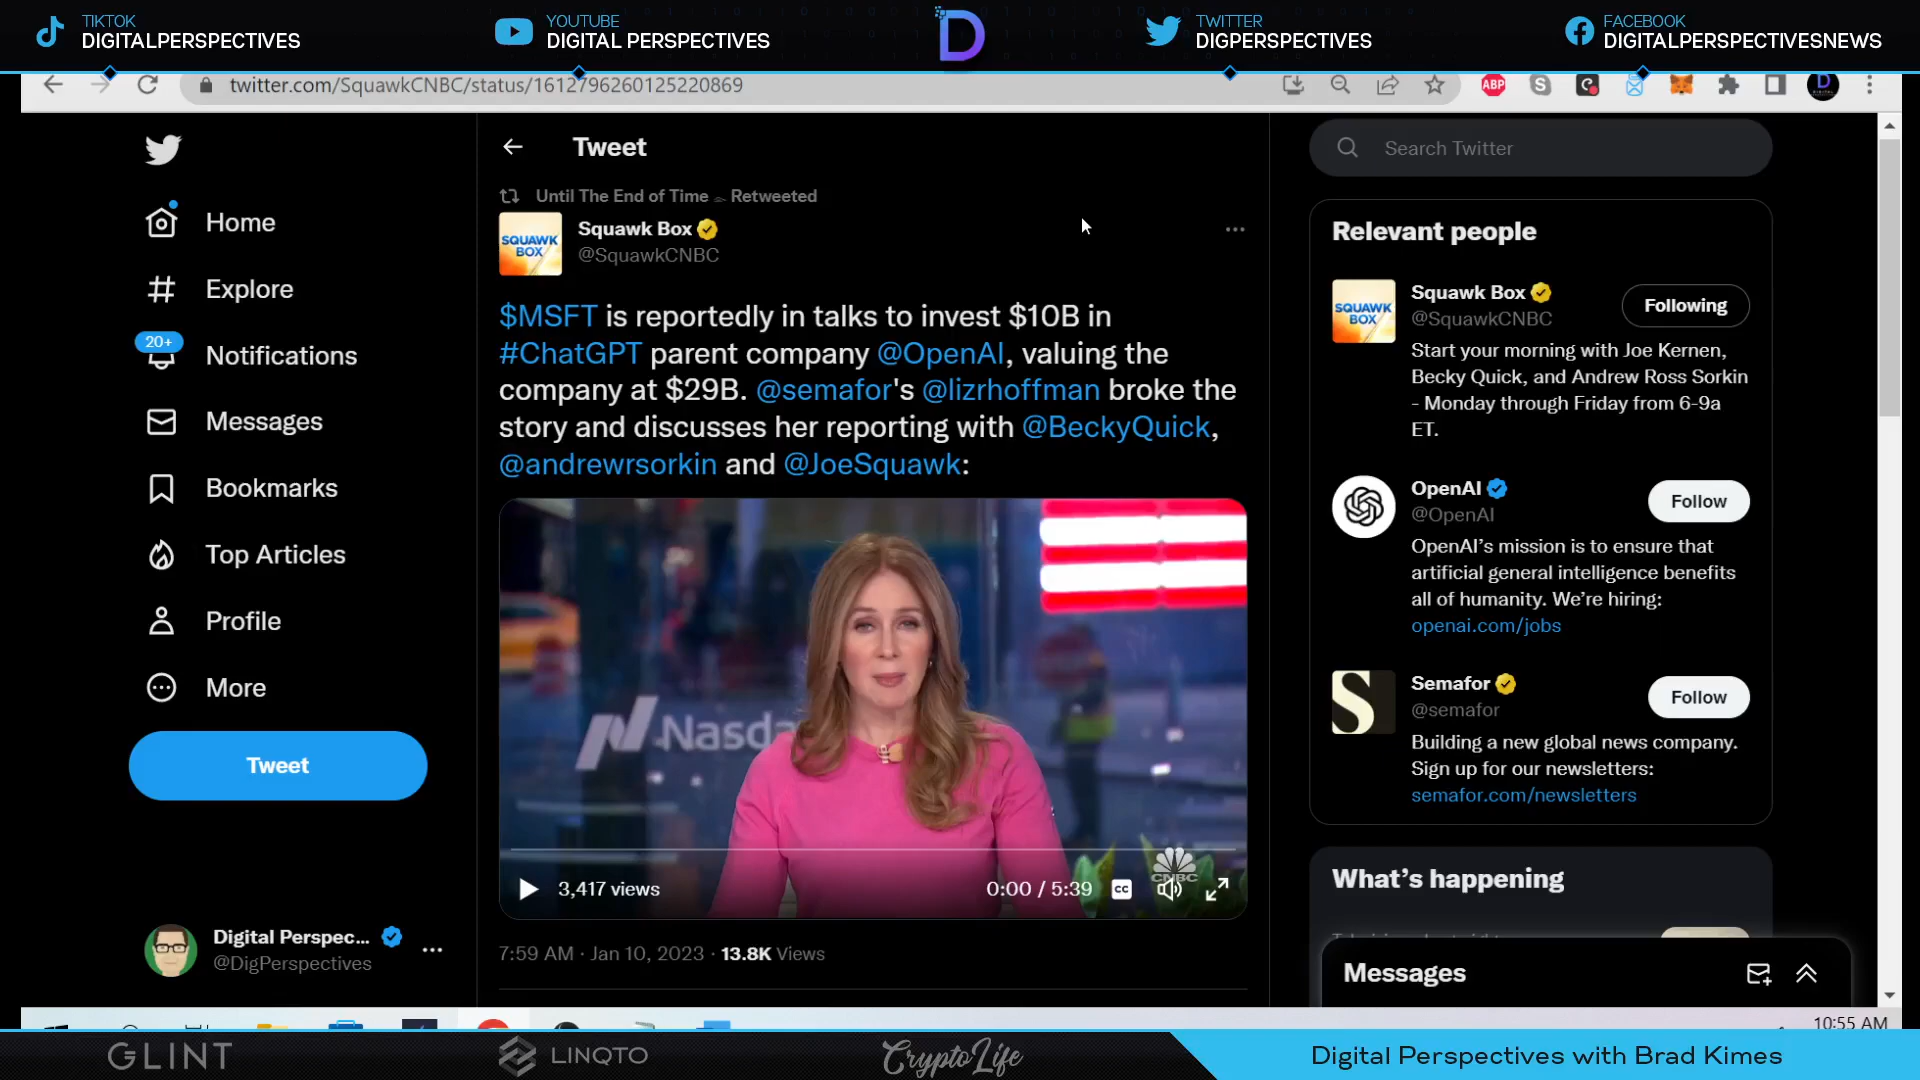 TIKTOK
DIGITALPERSPECTIVES
YOUTUBE
DIGITAL PERSPECTIVES
D
TWITTER
DIGPERSPECTIVES
FACEBOOK
DIGITALPERSPECTIVESNEWS
twitter.com/SquawkCNBC/status/1612796260125220869
ABP
Home
Explore
20+
Notifications
Messages
Bookmarks
Top Articles
Profile
More
Tweet
Digital Perspec...
@DigPerspectives
Tweet
Until The End of Time Retweeted
SQUAWK
BOX
Squawk Box
@SquawkCNBC
$MSFT is reportedly in talks to invest $10B in
#ChatGPT parent company @OpenAI, valuing the
company at $29B. @semafor's @lizrhoffman broke the
story and discusses her reporting with @BeckyQuick,
@andrewrsorkin and @JoeSquawk:
Nasda
CNBC
3,417 views
0:00 / 5:39
CC
7:59 AM · Jan 10, 2023 · 13.8K Views
Search Twitter
Relevant people
SQUAWK
BOX
Squawk Box
@SquawkCNBC
Following
Start your morning with Joe Kernen,
Becky Quick, and Andrew Ross Sorkin
- Monday through Friday from 6-9a
ET.
OpenAI
@OpenAI
Follow
OpenAI's mission is to ensure that
artificial general intelligence benefits
all of humanity. We're hiring:
openai.com/jobs
S
Semafor
@semafor
Follow
Building a new global news company.
Sign up for our newsletters:
semafor.com/newsletters
What's happening
Messages
10:55 AM
GLINT
LINQTO
CryptoLife
Digital Perspectives with Brad Kimes